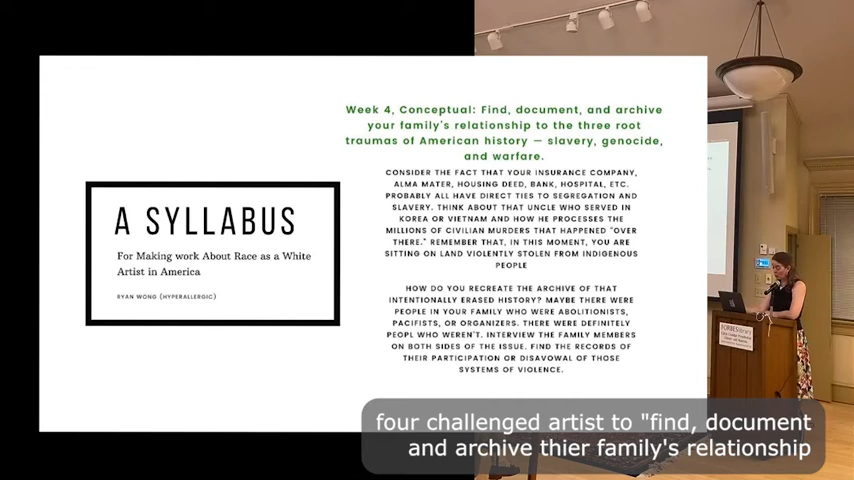 A SYLLABUS
For Making work About Race as a White
Artist in America
RYAN WONG (HYPERALLERGIC)
Week 4, Conceptual: Find, document, and archive
your family's relationship to the three root
traumas of American history — slavery, genocide,
and warfare.
CONSIDER THE FACT THAT YOUR INSURANCE COMPANY,
ALMA MATER, HOUSING DEED, BANK, HOSPITAL, ETC.
PROBABLY ALL HAVE DIRECT TIES TO SEGREGATION AND
SLAVERY. THINK ABOUT THAT UNCLE WHO SERVED IN
KOREA OR VIETNAM AND HOW HE PROCESSES THE
MILLIONS OF CIVILIAN MURDERS THAT HAPPENED "OVER
THERE." REMEMBER THAT, IN THIS MOMENT, YOU ARE
SITTING ON LAND VIOLENTLY STOLEN FROM INDIGENOUS
PEOPLE
HOW DO YOU RECREATE THE ARCHIVE OF THAT
INTENTIONALLY ERASED HISTORY? MAYBE THERE WERE
PEOPLE IN YOUR FAMILY WHO WERE ABOLITIONISTS,
PACIFISTS, OR ORGANIZERS. THERE WERE DEFINITELY
PEOPL WHO WEREN'T. INTERVIEW THE FAMILY MEMBERS
ON BOTH SIDES OF THE ISSUE. FIND THE RECORDS OF
THEIR PARTICIPATION OR DISAVOWAL OF THOSE
SYSTEMS OF VIOLENCE.
FORBES library
four challenged artist to "find, document
and archive thier family's relationship